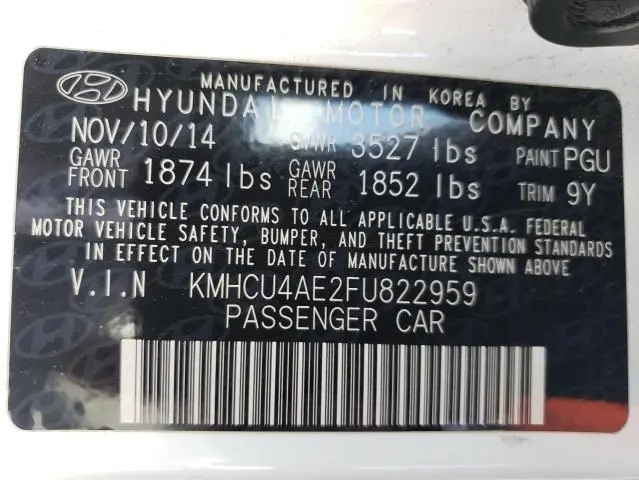 MANUFACTURED IN KOREA BY
HYUNDAI MOTOR COMPANY
NOV/10/14 GVWR 3527 lbs PAINT PGU
GAWR FRONT 1874 lbs GAWR REAR 1852 lbs TRIM 9Y
THIS VEHICLE CONFORMS TO ALL APPLICABLE U.S.A. FEDERAL
MOTOR VEHICLE SAFETY, BUMPER, AND THEFT PREVENTION STANDARDS
IN EFFECT ON THE DATE OF MANUFACTURE SHOWN ABOVE
V.I.N KMHCU4AE2FU822959
PASSENGER CAR